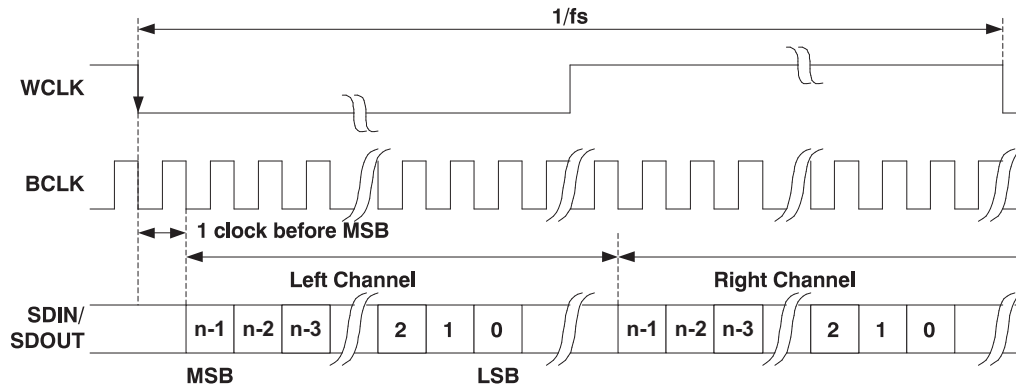 1/fs
WCLK
BCLK
1 clock before MSB
Left Channel Right Channel
SDIN/
SDOUT
n-1 n-2 n-3 2 1 0 n-1 n-2 n-3 2 1 0
MSB LSB